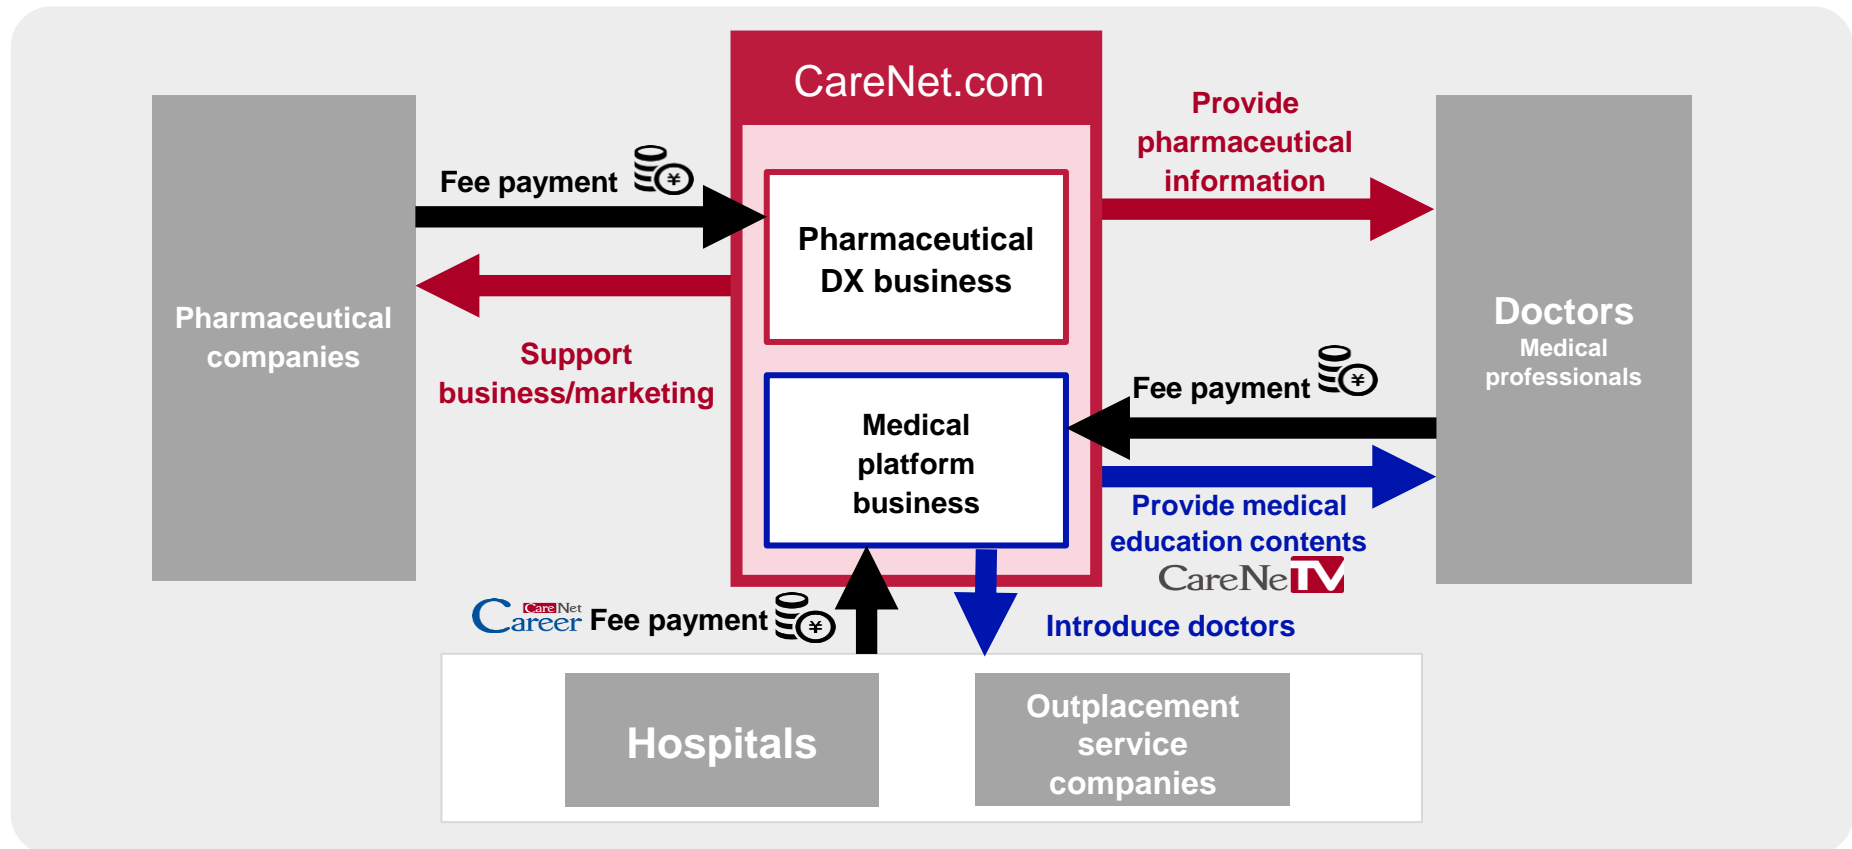 CareNet.com
Pharmaceutical
companies
Fee payment
¥
Support
business/marketing
Pharmaceutical
DX business
Medical
platform
business
Provide
pharmaceutical
information
Doctors
Medical
professionals
Fee payment
¥
Provide medical
education contents
CareNeTV
CareNet
Career
Fee payment
¥
Introduce doctors
Hospitals
Outplacement
service
companies